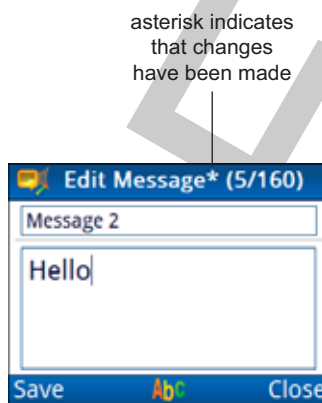 asterisk indicates
that changes
have been made
Edit Message* (5/160)
Message 2
Hello
Save AbC Close